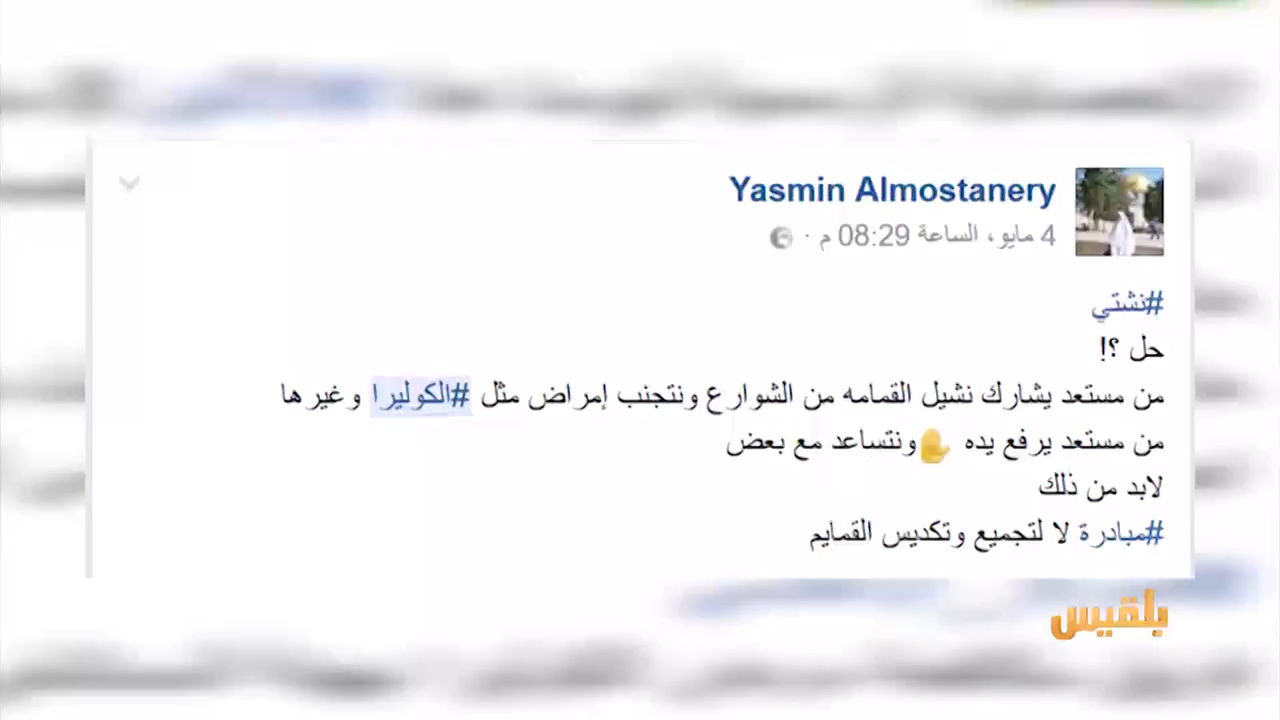 Yasmin Almostanery
4 مايو، الساعة 08:29 م ·
#نشتي
حل ؟!
من مستعد يشارك نشيل القمامه من الشوارع ونتجنب إمراض مثل #الكوليرا وغيرها
من مستعد يرفع يده ✋ونتساعد مع بعض
لابد من ذلك
#مبادرة لا لتجميع وتكديس القمايم
بلقيس